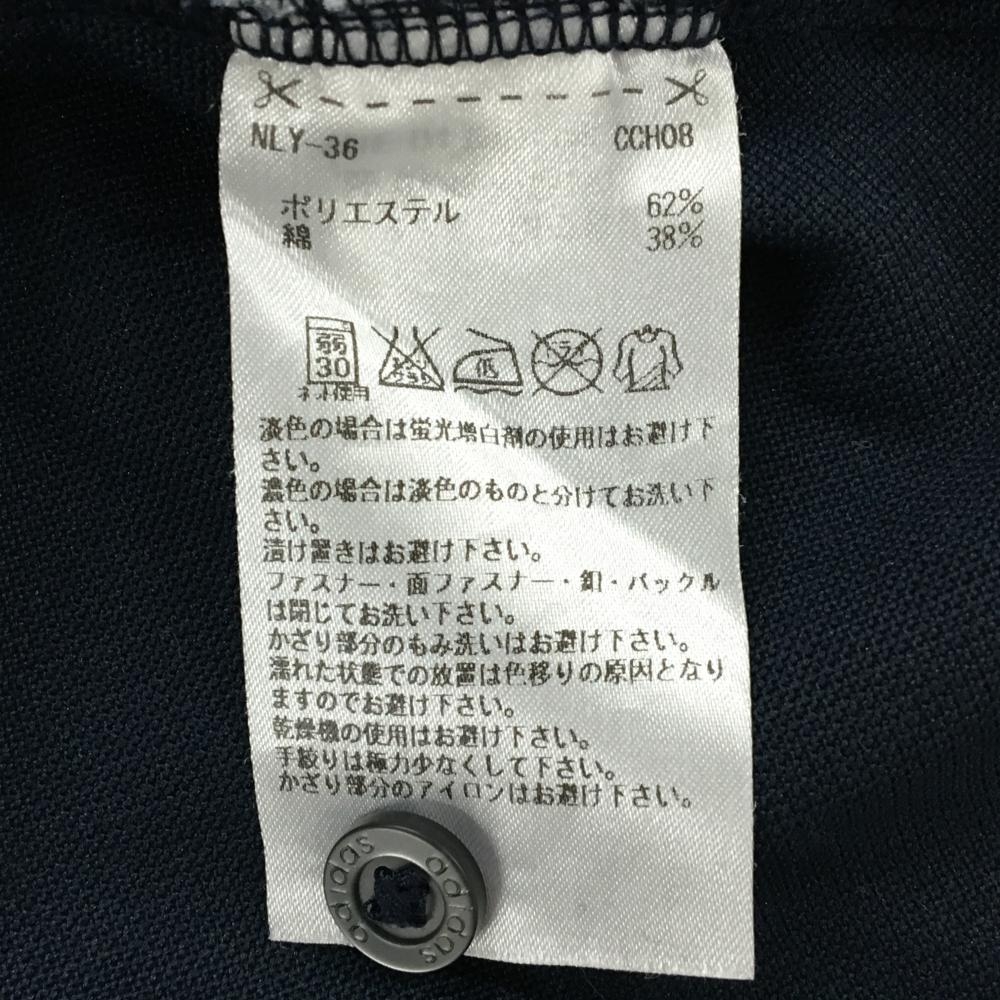 NLY-36 CCH08
ポリエステル 62%
綿 38%
弱
30
ネット使用
エンソ
サラシ
低
ドライ
淡色の場合は蛍光増白剤の使用はお避け下
さい。
濃色の場合は淡色のものと分けてお洗い下
さい。
漬け置きはお避け下さい。
ファスナー・面ファスナー・釦・バックル
は閉じてお洗い下さい。
かざり部分のもみ洗いはお避け下さい。
濡れた状態での放置は色移りの原因となり
ますのでお避け下さい。
乾燥機の使用はお避け下さい。
手絞りは極力少なくして下さい。
かざり部分のアイロンはお避け下さい。
adidas
adidas